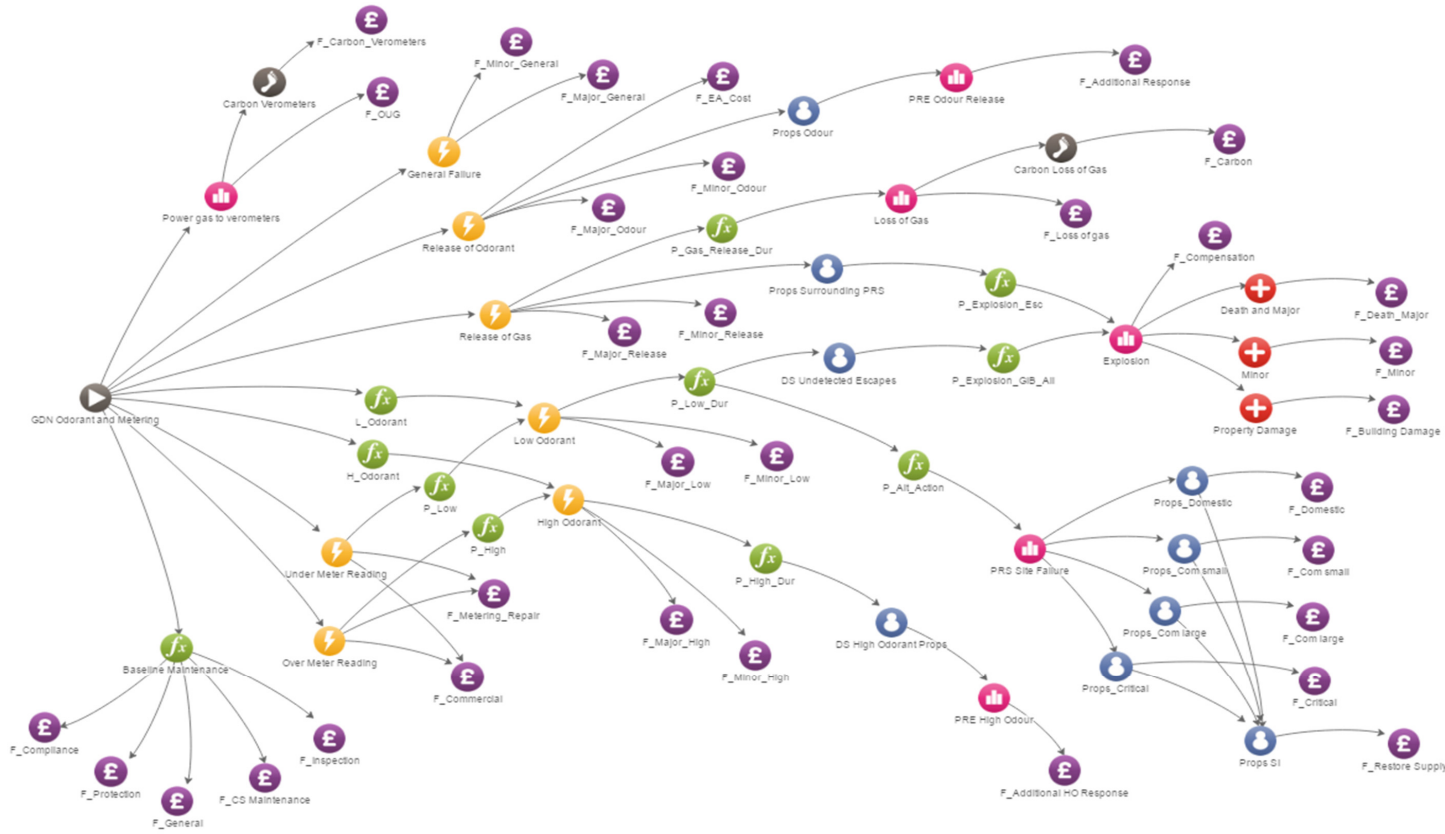 F_Carbon_Verometers
F_Minor_General
F_Major_General
F_EA_Cost
F_Additional Response
PRE Odour Release
Carbon Verometers
F_OUG
Props Odour
General Failure
F_Carbon
Carbon Loss of Gas
F_Minor_Odour
Power gas to verometers
F_Major_Odour
Loss of Gas
F_Loss of gas
Release of Odorant
P_Gas_Release_Dur
F_Compensation
Props Surrounding PRS
P_Explosion_Esc
Death and Major
F_Death_Major
F_Minor_Release
Release of Gas
F_Major_Release
Explosion
DS Undetected Escapes
P_Explosion_GIB_All
Minor
F_Minor
P_Low_Dur
GDN Odorant and Metering
L_Odorant
Low Odorant
Property Damage
F_Building Damage
H_Odorant
F_Major_Low
F_Minor_Low
P_Alt_Action
P_Low
Props_Domestic
F_Domestic
High Odorant
P_High
Under Meter Reading
P_High_Dur
PRS Site Failure
Props_Com small
F_Com small
F_Metering_Repair
Props_Com large
F_Com large
F_Major_High
DS High Odorant Props
Over Meter Reading
Baseline Maintenance
F_Minor_High
Props_Critical
F_Critical
F_Commercial
PRE High Odour
F_Compliance
F_Inspection
Props SI
F_Restore Supply
F_Protection
F_CS Maintenance
F_General
F_Additional HO Response